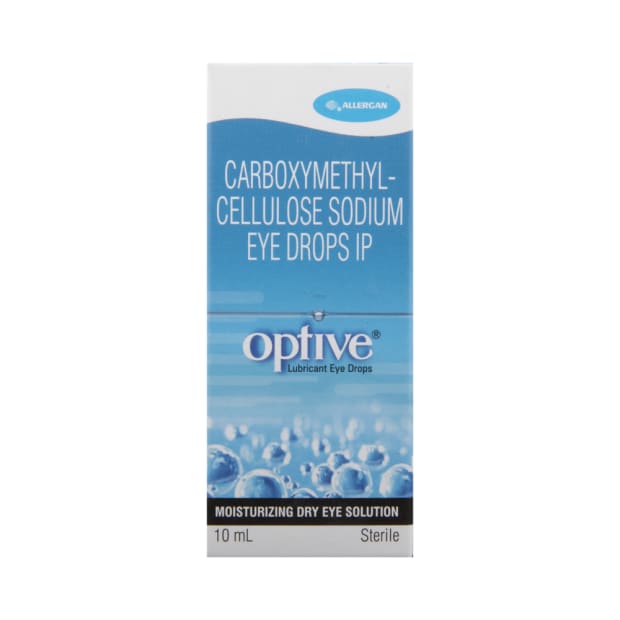 ALLERGAN
CARBOXYMETHYL-
CELLULOSE SODIUM
EYE DROPS IP
optive®
Lubricant Eye Drops
MOISTURIZING DRY EYE SOLUTION
10 mL Sterile